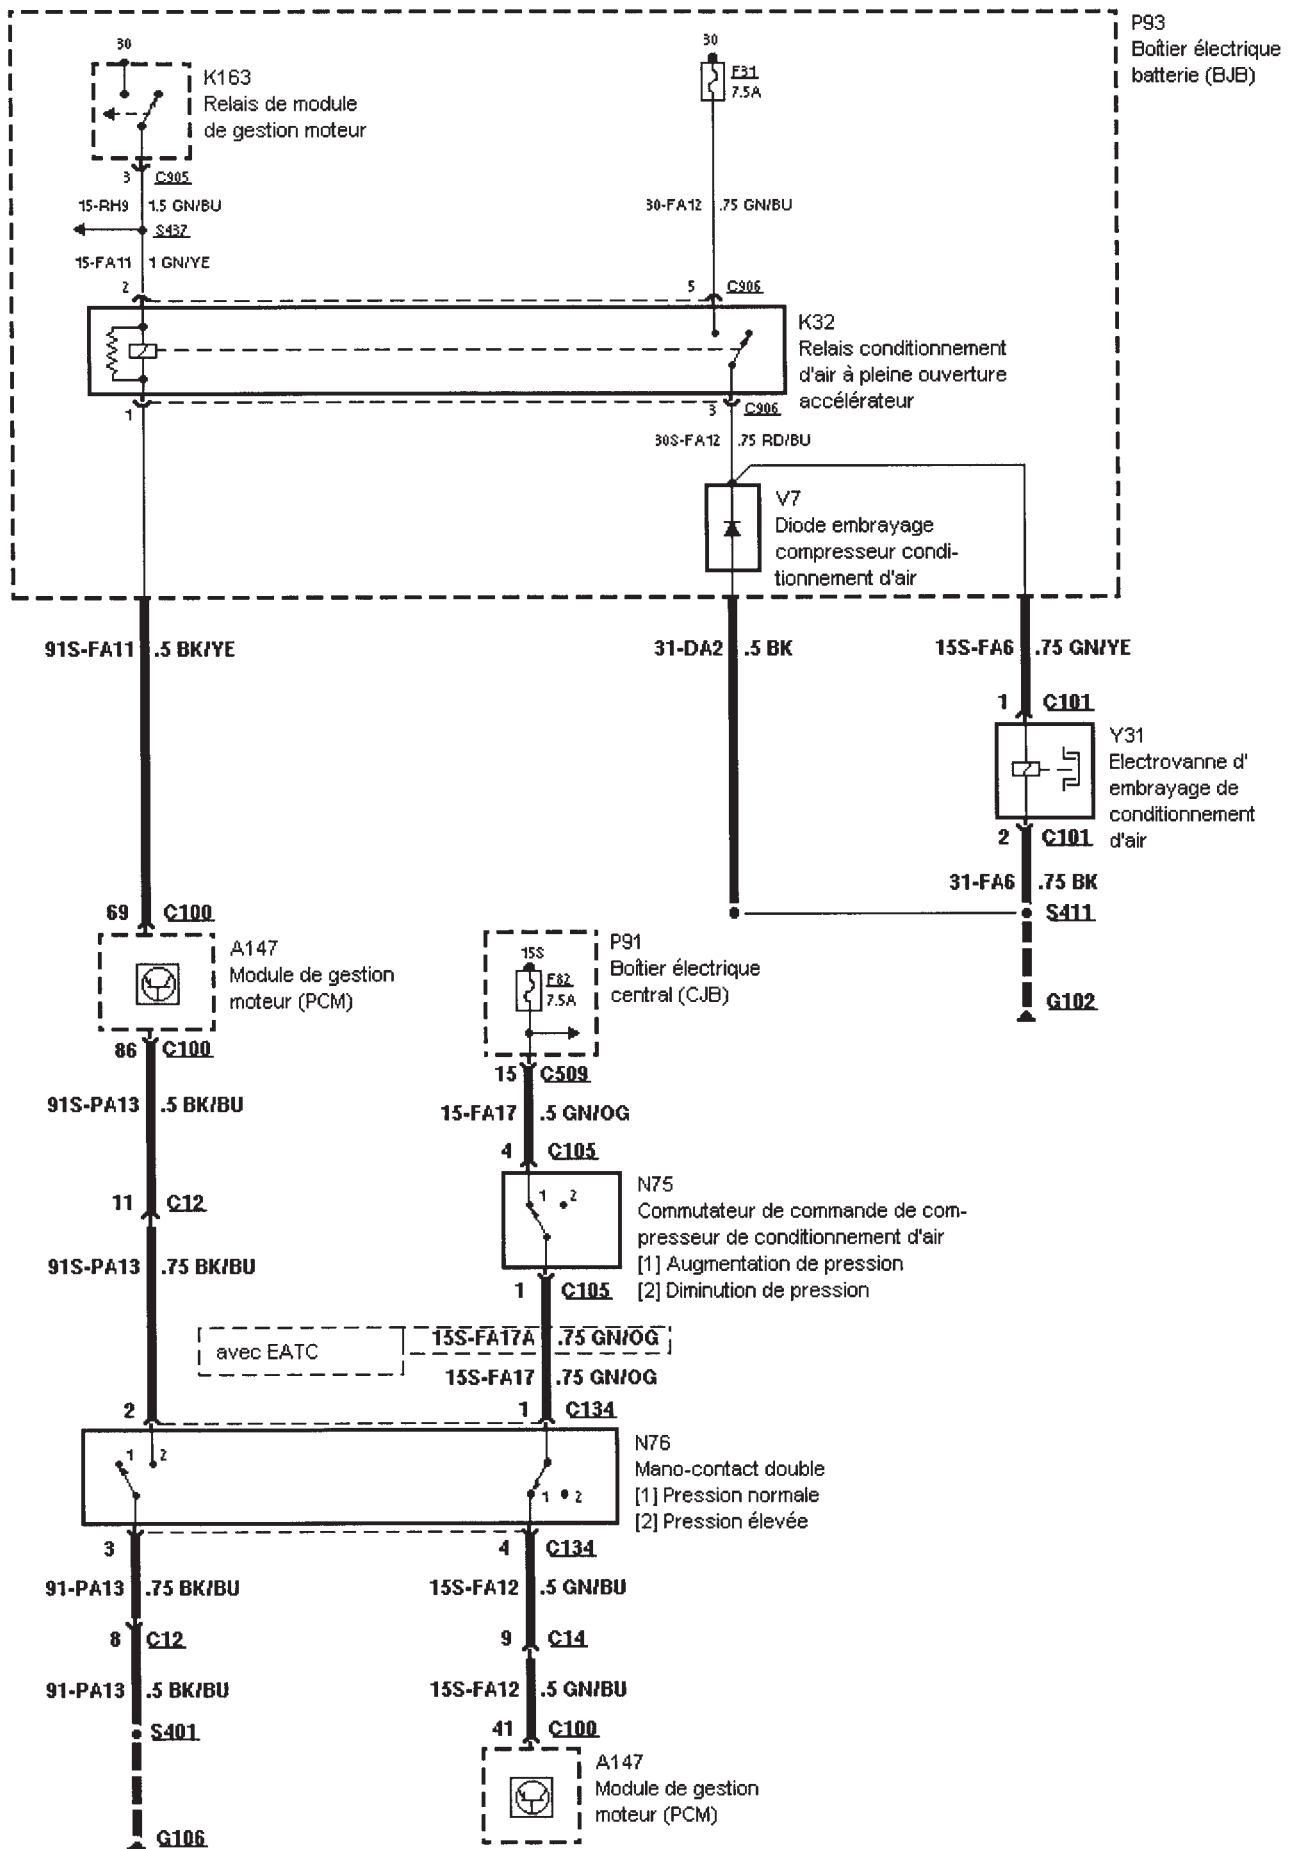 P93
Boîtier électrique
batterie (BJB)
30
K163
Relais de module
de gestion moteur
30
F31
7.5A
3 C905
15-RH9 1.5 GN/BU
S437
15-FA11 1 GN/YE
30-FA12 .75 GN/BU
2
5 C906
K32
Relais conditionnement
d'air à pleine ouverture
accélérateur
1
3 C906
30S-FA12 .75 RD/BU
V7
Diode embrayage
compresseur condi-
tionnement d'air
91S-FA11 .5 BK/YE
31-DA2 .5 BK
15S-FA6 .75 GN/YE
1 C101
Y31
Electrovanne d'
embrayage de
conditionnement
d'air
2 C101
31-FA6 .75 BK
S411
G102
69 C100
A147
Module de gestion
moteur (PCM)
86 C100
P91
Boîtier électrique
central (CJB)
15S
F82
7.5A
15 C509
91S-PA13 .5 BK/BU
15-FA17 .5 GN/OG
4 C105
11 C12
1 2
N75
Commutateur de commande de com-
presseur de conditionnement d'air
[1] Augmentation de pression
[2] Diminution de pression
91S-PA13 .75 BK/BU
1 C105
avec EATC
15S-FA17A .75 GN/OG
15S-FA17 .75 GN/OG
2
1 C134
1 2
1 2
N76
Mano-contact double
[1] Pression normale
[2] Pression élevée
3
4 C134
91-PA13 .75 BK/BU
15S-FA12 .5 GN/BU
8 C12
9 C14
91-PA13 .5 BK/BU
15S-FA12 .5 GN/BU
S401
41 C100
A147
Module de gestion
moteur (PCM)
G106